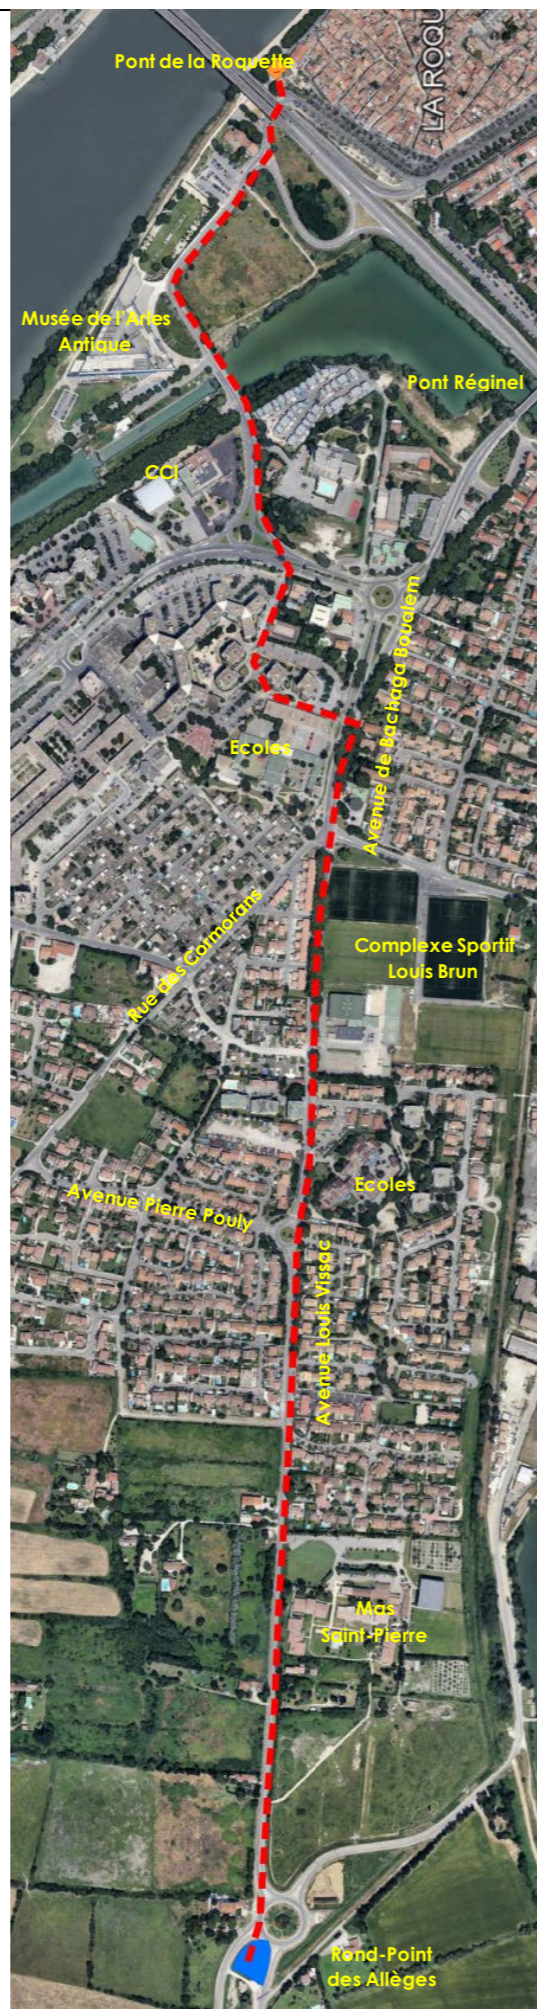 Pont de la Roquette
LA ROQU
Musée de l'Arles
Antique
Pont Réginel
CCI
Avenue de Bachaga Boualem
Ecoles
Complexe Sportif
Louis Brun
Rue des Cormorans
Ecoles
Avenue Pierre Pouly
Avenue Louis Vissac
Mas
Saint-Pierre
Rond-Point
des Allèges